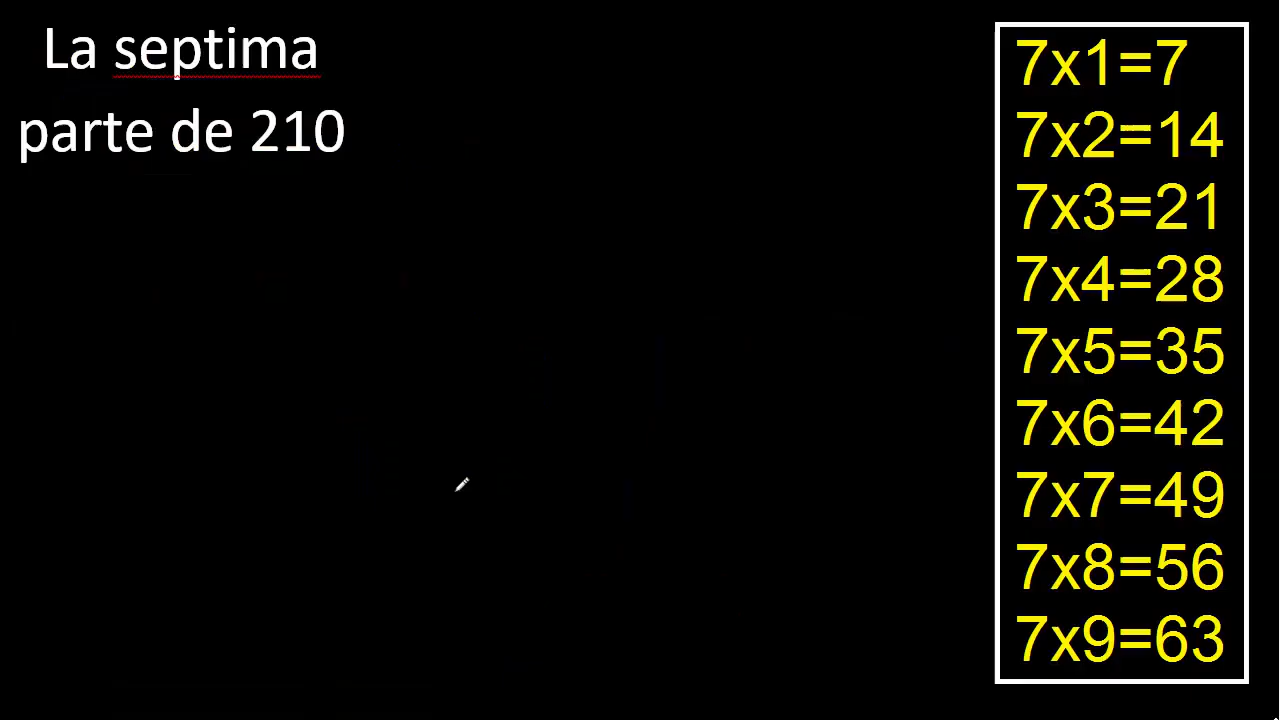 La septima
parte de 210
7x1=7
7x2=14
7x3=21
7x4=28
7x5=35
7x6=42
7x7=49
7x8=56
7x9=63